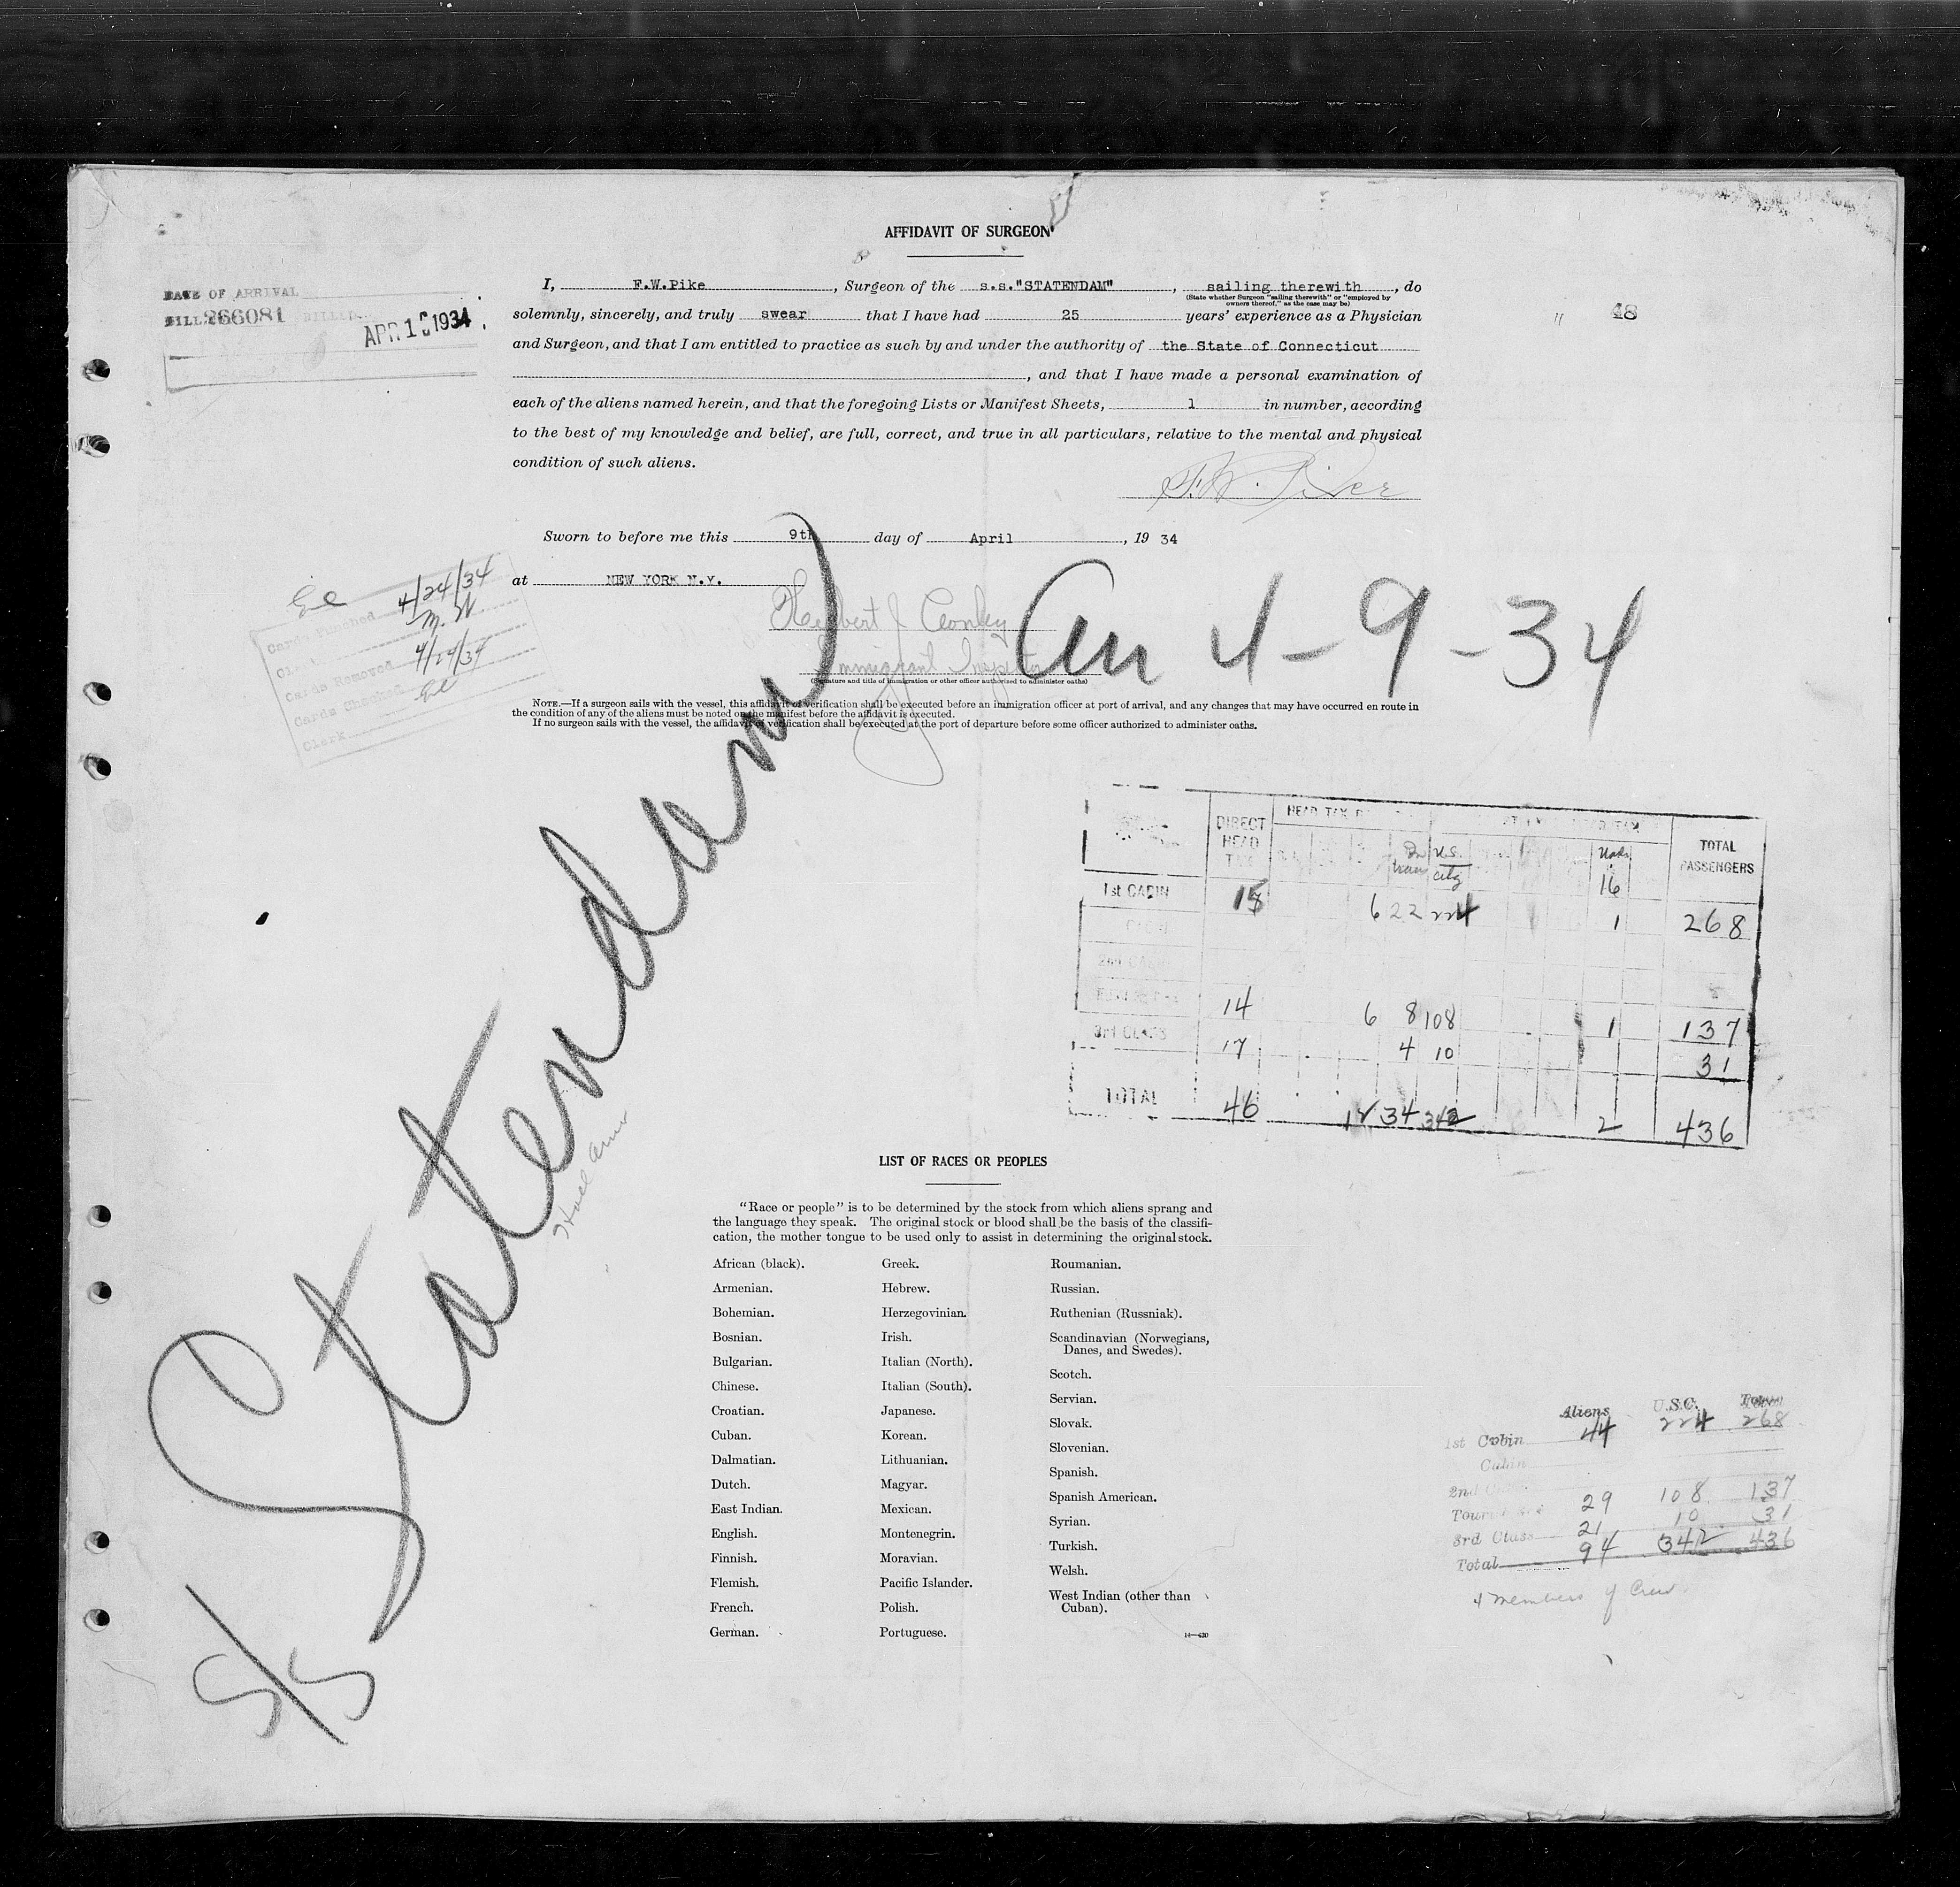 AFFIDAVIT OF SURGEON
DATE OF ARRIVAL
BILL 266081
APR 1 1934
48
I, F.W.Pike, Surgeon of the s.s."STATENDAM", sailing therewith, do
(State whether Surgeon "sailing therewith" or "employed by
owners thereof," as the case may be)
solemnly, sincerely, and truly swear that I have had 25 years' experience as a Physician
and Surgeon, and that I am entitled to practice as such by and under the authority of the State of Connecticut
, and that I have made a personal examination of
each of the aliens named herein, and that the foregoing Lists or Manifest Sheets, 1 in number, according
to the best of my knowledge and belief, are full, correct, and true in all particulars, relative to the mental and physical
condition of such aliens.
Sworn to before me this 9th day of April, 19 34
at NEW YORK N.Y.
4/24/34
Cards Removed
Clerk
Immigrant Inspector
(Signature and title of immigration or other officer authorized to administer oaths)
4-9-34
NOTE.—If a surgeon sails with the vessel, this affidavit of verification shall be executed before an immigration officer at port of arrival, and any changes that may have occurred en route in
the condition of any of the aliens must be noted on the manifest before the affidavit is executed.
If no surgeon sails with the vessel, the affidavit of verification shall be executed at the port of departure before some officer authorized to administer oaths.
S/S Statendam
DIRECT HEAD TAX
HEAD TAX
TOTAL PASSENGERS
U.S.
16
1st CABIN 6 22 224 1 268
14 6 8 108 1 137
3rd CLASS 17 4 10 31
TOTAL 46 34 342 2 436
LIST OF RACES OR PEOPLES
"Race or people" is to be determined by the stock from which aliens sprang and
the language they speak. The original stock or blood shall be the basis of the classifi-
cation, the mother tongue to be used only to assist in determining the original stock.
African (black).
Armenian.
Bohemian.
Bosnian.
Bulgarian.
Chinese.
Croatian.
Cuban.
Dalmatian.
Dutch.
East Indian.
English.
Finnish.
Flemish.
French.
German.
Greek.
Hebrew.
Herzegovinian.
Irish.
Italian (North).
Italian (South).
Japanese.
Korean.
Lithuanian.
Magyar.
Mexican.
Montenegrin.
Moravian.
Pacific Islander.
Polish.
Portuguese.
Roumanian.
Russian.
Ruthenian (Russniak).
Scandinavian (Norwegians,
Danes, and Swedes).
Scotch.
Servian.
Slovak.
Slovenian.
Spanish.
Spanish American.
Syrian.
Turkish.
Welsh.
West Indian (other than
Cuban).
Aliens U.S.C. Total
1st Cabin 44 224 268
Cabin
2nd
29 108 137
3rd Class 21 10 31
Total 94 342 436
4 members of Crew